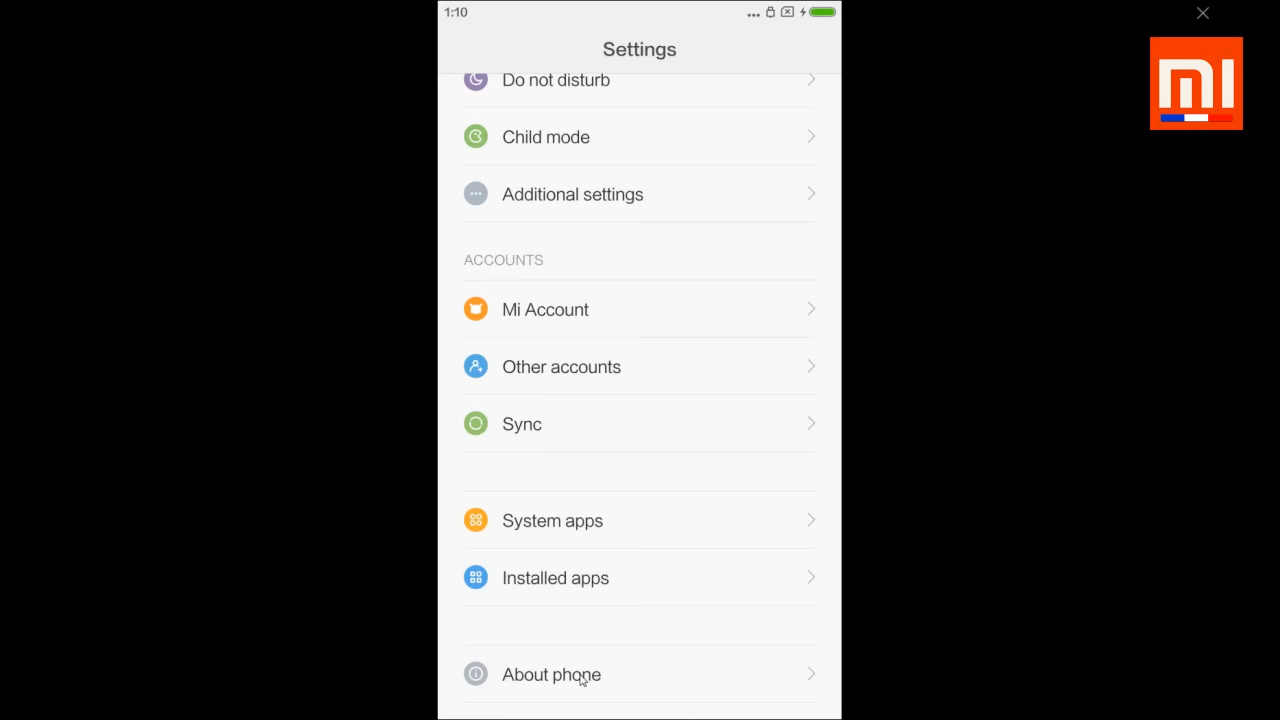 1:10
Settings
Do not disturb
Child mode
Additional settings
ACCOUNTS
Mi Account
Other accounts
Sync
System apps
Installed apps
About phone
mi